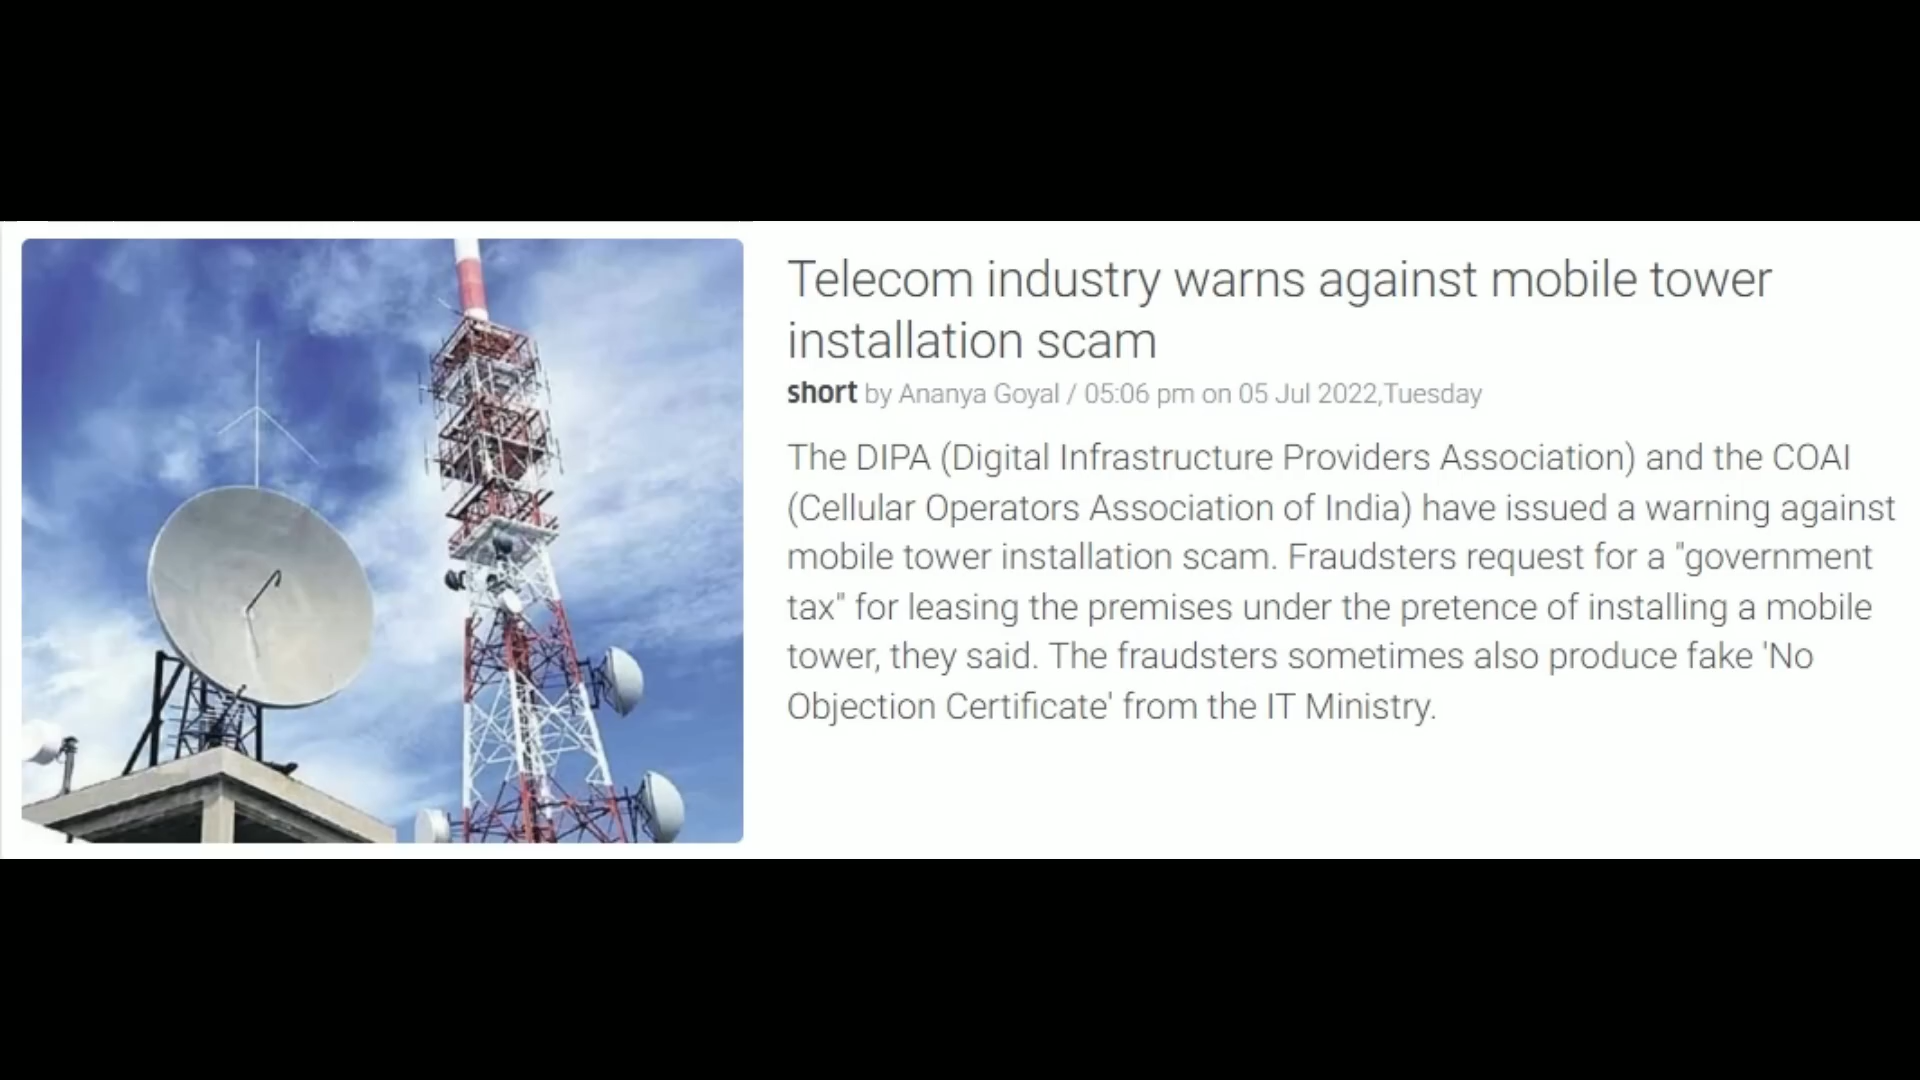 Telecom industry warns against mobile tower
installation scam
short by Ananya Goyal / 05:06 pm on 05 Jul 2022,Tuesday
The DIPA (Digital Infrastructure Providers Association) and the COAI
(Cellular Operators Association of India) have issued a warning against
mobile tower installation scam. Fraudsters request for a "government
tax" for leasing the premises under the pretence of installing a mobile
tower, they said. The fraudsters sometimes also produce fake 'No
Objection Certificate' from the IT Ministry.